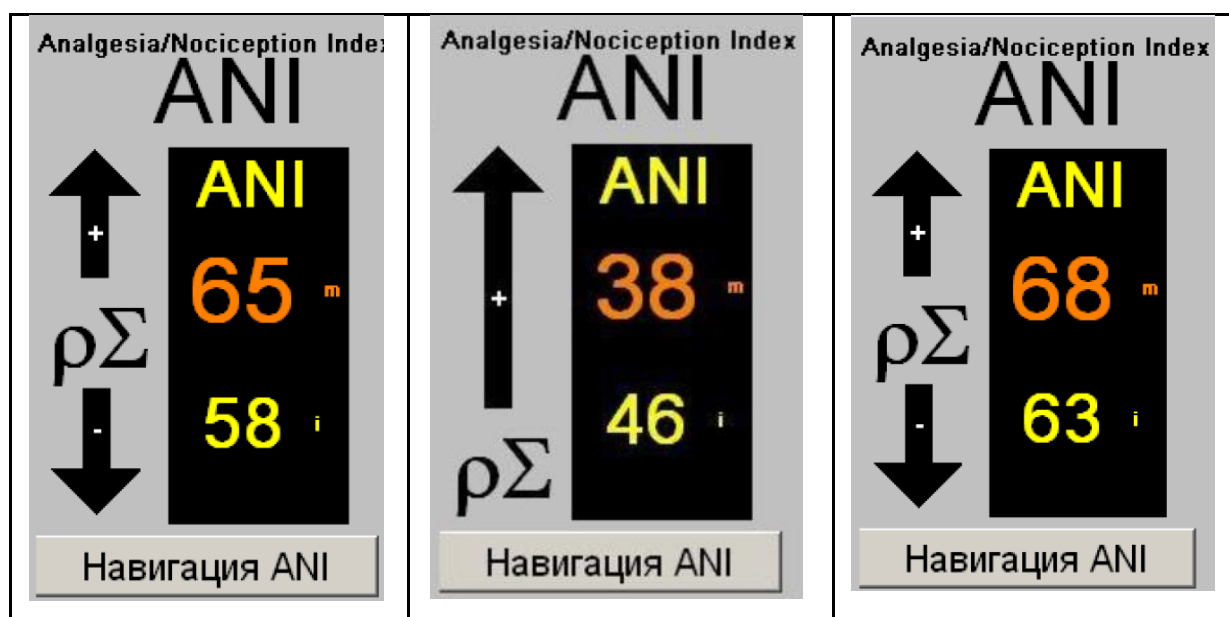 Analgesia/Nociception Index
ANI
+
ρΣ
-
ANI
65 m
58 i
Навигация ANI
Analgesia/Nociception Index
ANI
+
ρΣ
ANI
38 m
46 i
Навигация ANI
Analgesia/Nociception Index
ANI
+
ρΣ
-
ANI
68 m
63 i
Навигация ANI